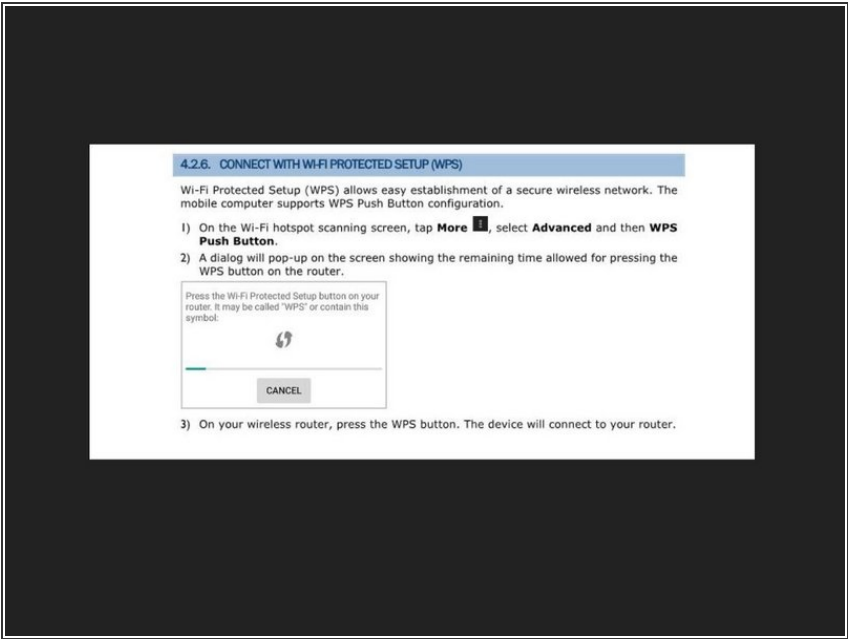 4.2.6. CONNECT WITH WI-FI PROTECTED SETUP (WPS)
Wi-Fi Protected Setup (WPS) allows easy establishment of a secure wireless network. The
mobile computer supports WPS Push Button configuration.
1) On the Wi-Fi hotspot scanning screen, tap More , select Advanced and then WPS
Push Button.
2) A dialog will pop-up on the screen showing the remaining time allowed for pressing the
WPS button on the router.
Press the Wi-Fi Protected Setup button on your
router. It may be called "WPS" or contain this
symbol:
CANCEL
3) On your wireless router, press the WPS button. The device will connect to your router.